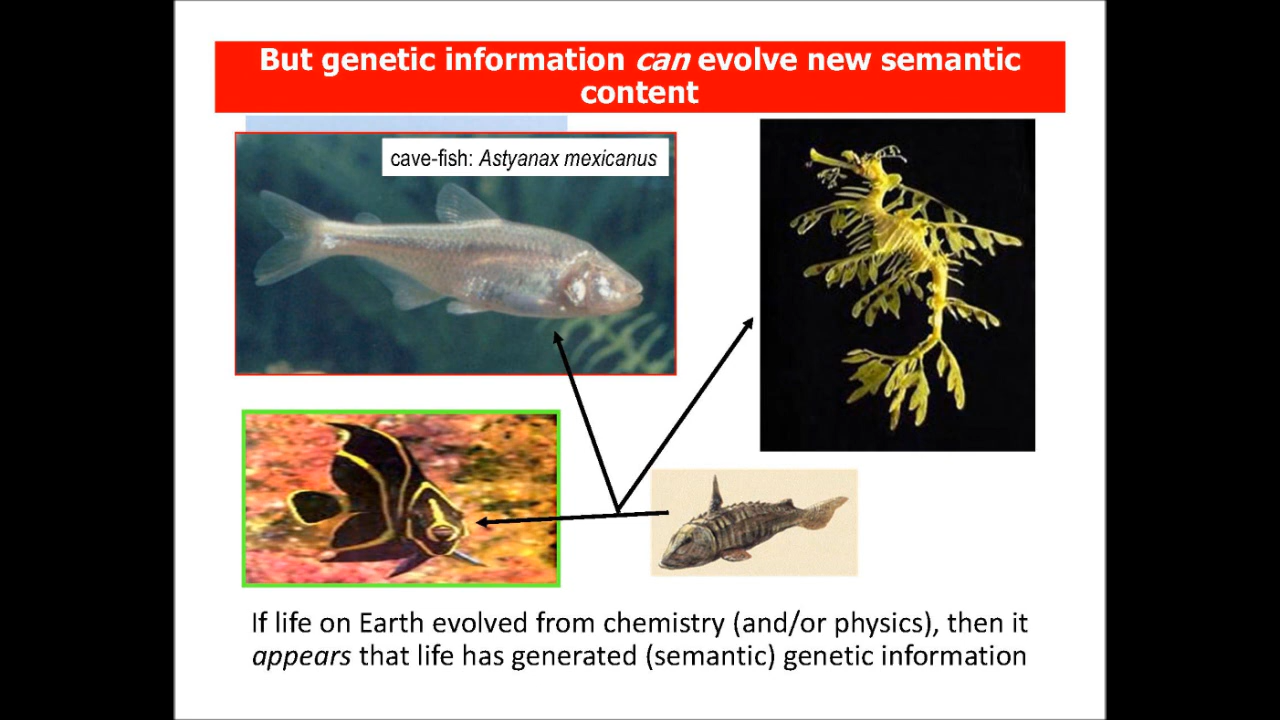 But genetic information can evolve new semantic
content
cave-fish: Astyanax mexicanus
If life on Earth evolved from chemistry (and/or physics), then it
appears that life has generated (semantic) genetic information